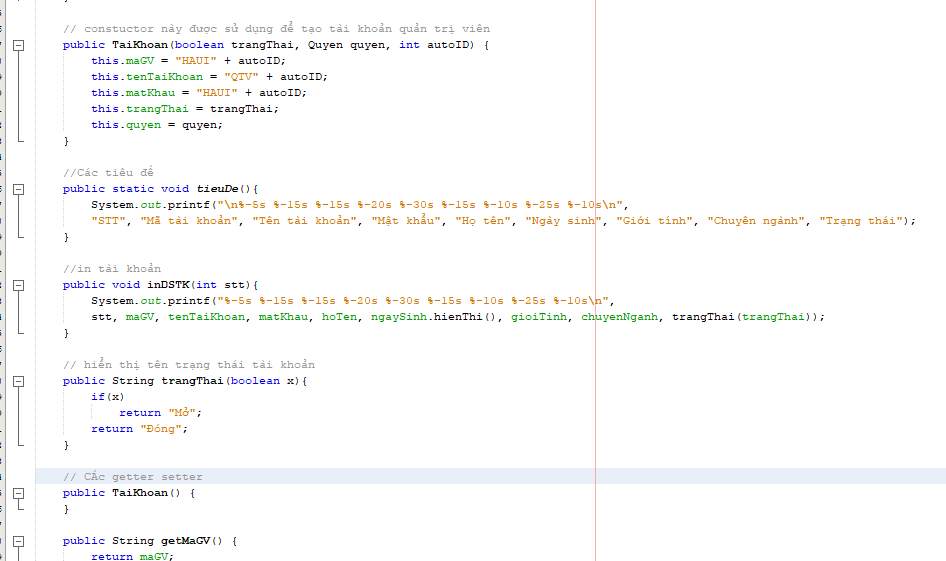 // constuctor này được sử dụng để tạo tài khoản quản trị viên
public TaiKhoan(boolean trangThai, Quyen quyen, int autoID) {
this.maGV = "HAUI" + autoID;
this.tenTaiKhoan = "QTV" + autoID;
this.matKhau = "HAUI" + autoID;
this.trangThai = trangThai;
this.quyen = quyen;
}
//Các tiêu đề
public static void tieuDe(){
System.out.printf("\n%-5s %-15s %-15s %-20s %-30s %-15s %-10s %-25s %-10s\n",
"STT", "Mã tài khoản", "Tên tài khoản", "Mật khẩu", "Họ tên", "Ngày sinh", "Giới tính", "Chuyên ngành", "Trạng thái");
}
//in tài khoản
public void inDSTK(int stt){
System.out.printf("%-5s %-15s %-15s %-20s %-30s %-15s %-10s %-25s %-10s\n",
stt, maGV, tenTaiKhoan, matKhau, hoTen, ngaySinh.hienThi(), gioiTinh, chuyenNganh, trangThai(trangThai));
}
// hiển thị tên trạng thái tài khoản
public String trangThai(boolean x){
if(x)
return "Mở";
return "Đóng";
}
// CÁc getter setter
public TaiKhoan() {
}
public String getMaGV() {
return maGV;